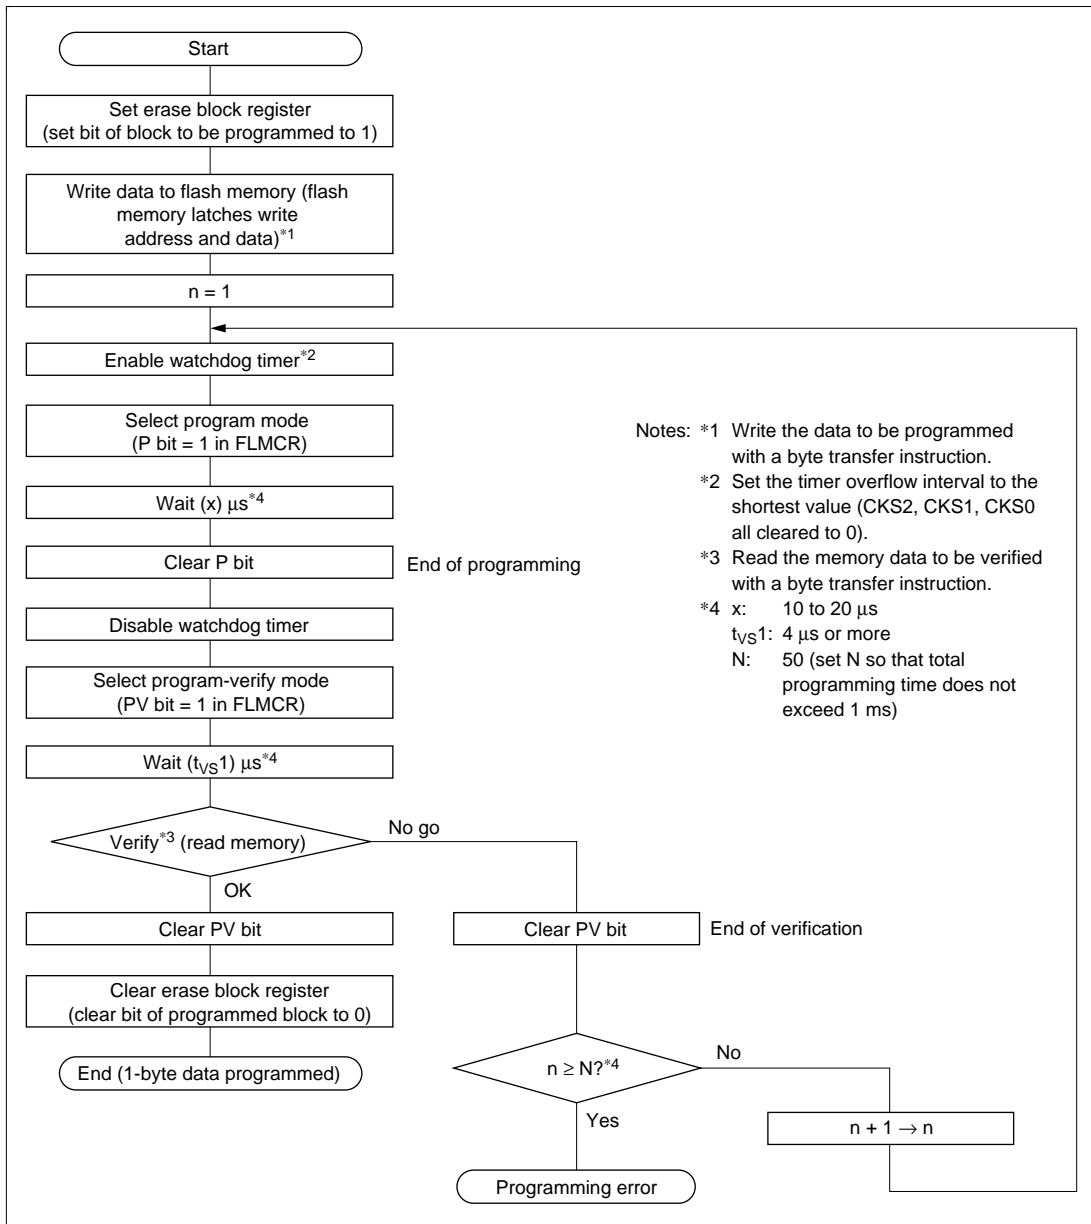 Start
Set erase block register
(set bit of block to be programmed to 1)
Write data to flash memory (flash
memory latches write
address and data)*1
n = 1
Enable watchdog timer*2
Select program mode
(P bit = 1 in FLMCR)
Wait (x) μs*4
Clear P bit
End of programming
Disable watchdog timer
Select program-verify mode
(PV bit = 1 in FLMCR)
Wait (tVS1) μs*4
Verify*3 (read memory)
No go
OK
Clear PV bit
Clear erase block register
(clear bit of programmed block to 0)
End (1-byte data programmed)
Clear PV bit
End of verification
n ≥ N?*4
No
Yes
n + 1 → n
Programming error
Notes: *1 Write the data to be programmed
with a byte transfer instruction.
*2 Set the timer overflow interval to the
shortest value (CKS2, CKS1, CKS0
all cleared to 0).
*3 Read the memory data to be verified
with a byte transfer instruction.
*4 x: 10 to 20 μs
tVS1: 4 μs or more
N: 50 (set N so that total
programming time does not
exceed 1 ms)